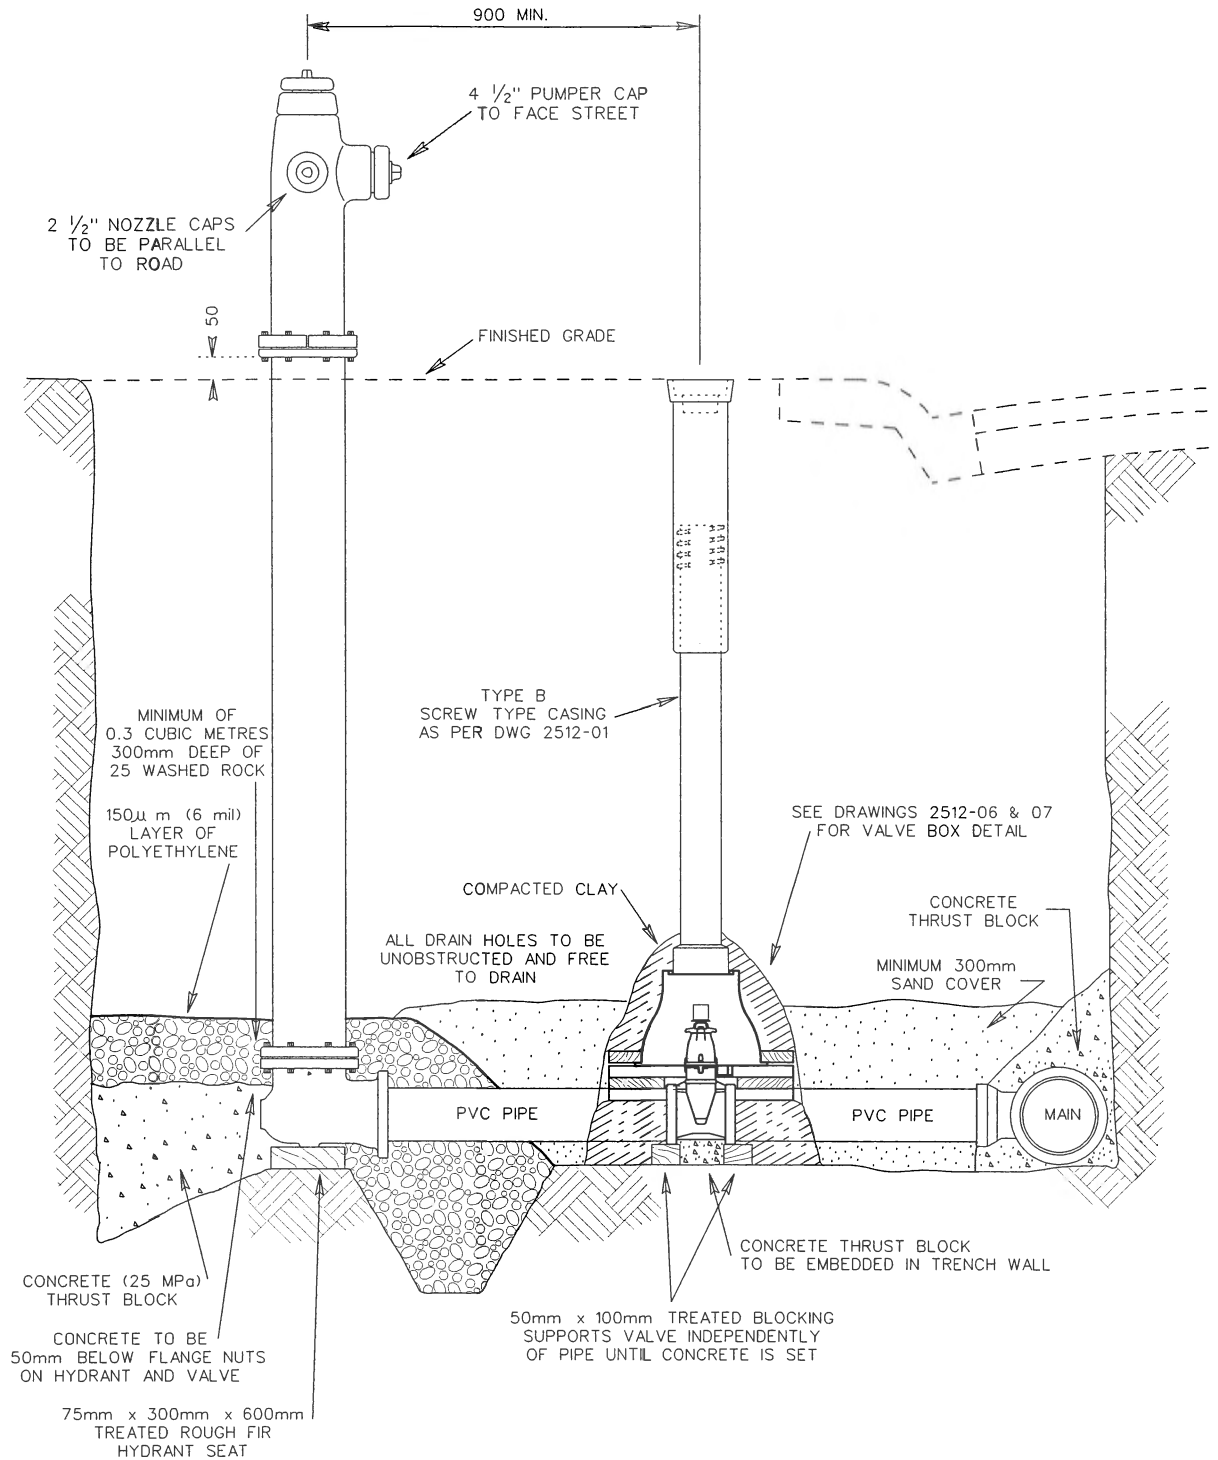 900 MIN.
4 1/2" PUMPER CAP
TO FACE STREET
2 1/2" NOZZLE CAPS
TO BE PARALLEL
TO ROAD
50
FINISHED GRADE
TYPE B
SCREW TYPE CASING
AS PER DWG 2512-01
MINIMUM OF
0.3 CUBIC METRES
300mm DEEP OF
25 WASHED ROCK
150µ m (6 mil)
LAYER OF
POLYETHYLENE
SEE DRAWINGS 2512-06 & 07
FOR VALVE BOX DETAIL
COMPACTED CLAY
CONCRETE
THRUST BLOCK
ALL DRAIN HOLES TO BE
UNOBSTRUCTED AND FREE
TO DRAIN
MINIMUM 300mm
SAND COVER
PVC PIPE
PVC PIPE
MAIN
CONCRETE THRUST BLOCK
TO BE EMBEDDED IN TRENCH WALL
CONCRETE (25 MPa)
THRUST BLOCK
50mm x 100mm TREATED BLOCKING
SUPPORTS VALVE INDEPENDENTLY
OF PIPE UNTIL CONCRETE IS SET
CONCRETE TO BE
50mm BELOW FLANGE NUTS
ON HYDRANT AND VALVE
75mm x 300mm x 600mm
TREATED ROUGH FIR
HYDRANT SEAT